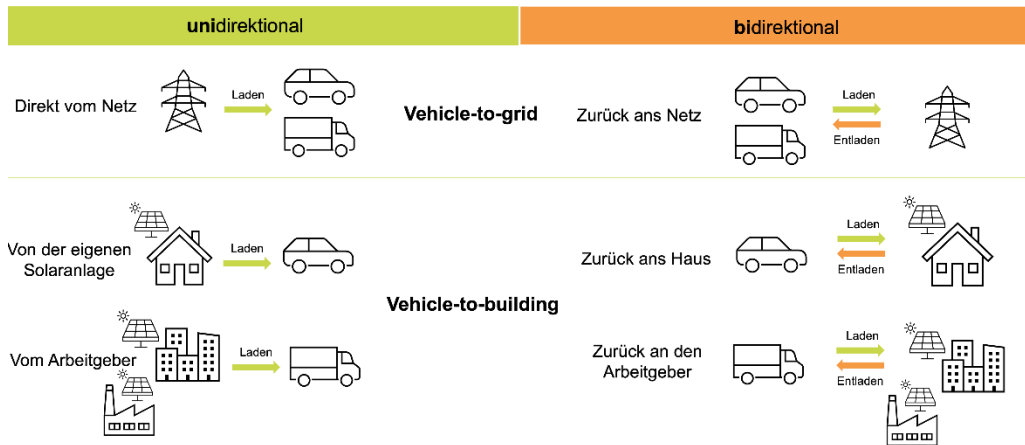 unidirektional
bidirektional
Direkt vom Netz
Laden
Vehicle-to-grid
Zurück ans Netz
Laden
Entladen
Von der eigenen
Solaranlage
Laden
Zurück ans Haus
Laden
Entladen
Vehicle-to-building
Vom Arbeitgeber
Laden
Zurück an den
Arbeitgeber
Laden
Entladen